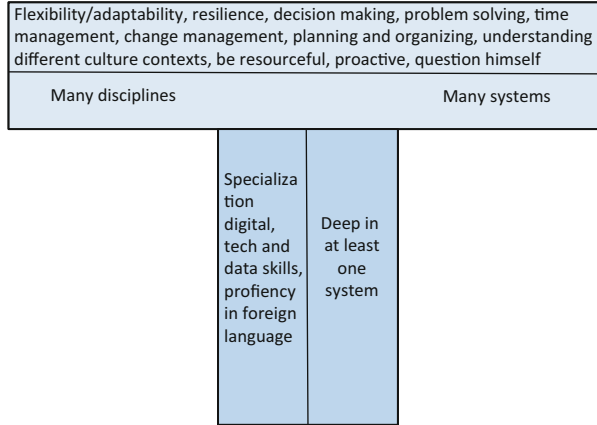 Flexibility/adaptability, resilience, decision making, problem solving, time
management, change management, planning and organizing, understanding
different culture contexts, be resourceful, proactive, question himself
Many disciplines
Many systems
Specializa
tion
digital,
tech and
data skills,
profiency
in foreign
language
Deep in
at least
one
system